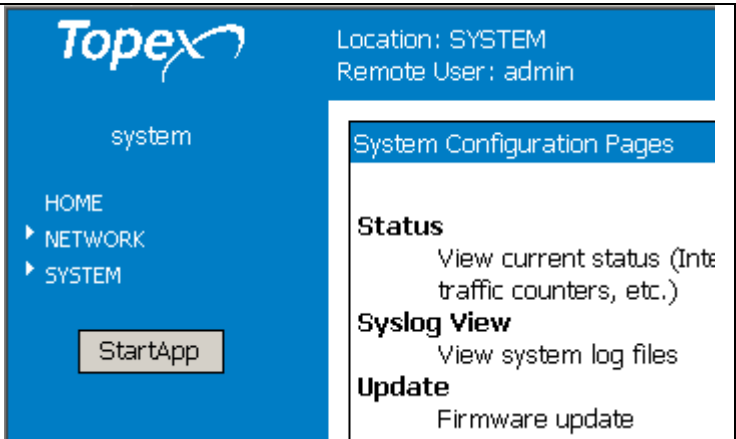 Topex
Location: SYSTEM
Remote User: admin
system
HOME
NETWORK
SYSTEM
StartApp
System Configuration Pages
Status
View current status (Inte
traffic counters, etc.)
Syslog View
View system log files
Update
Firmware update